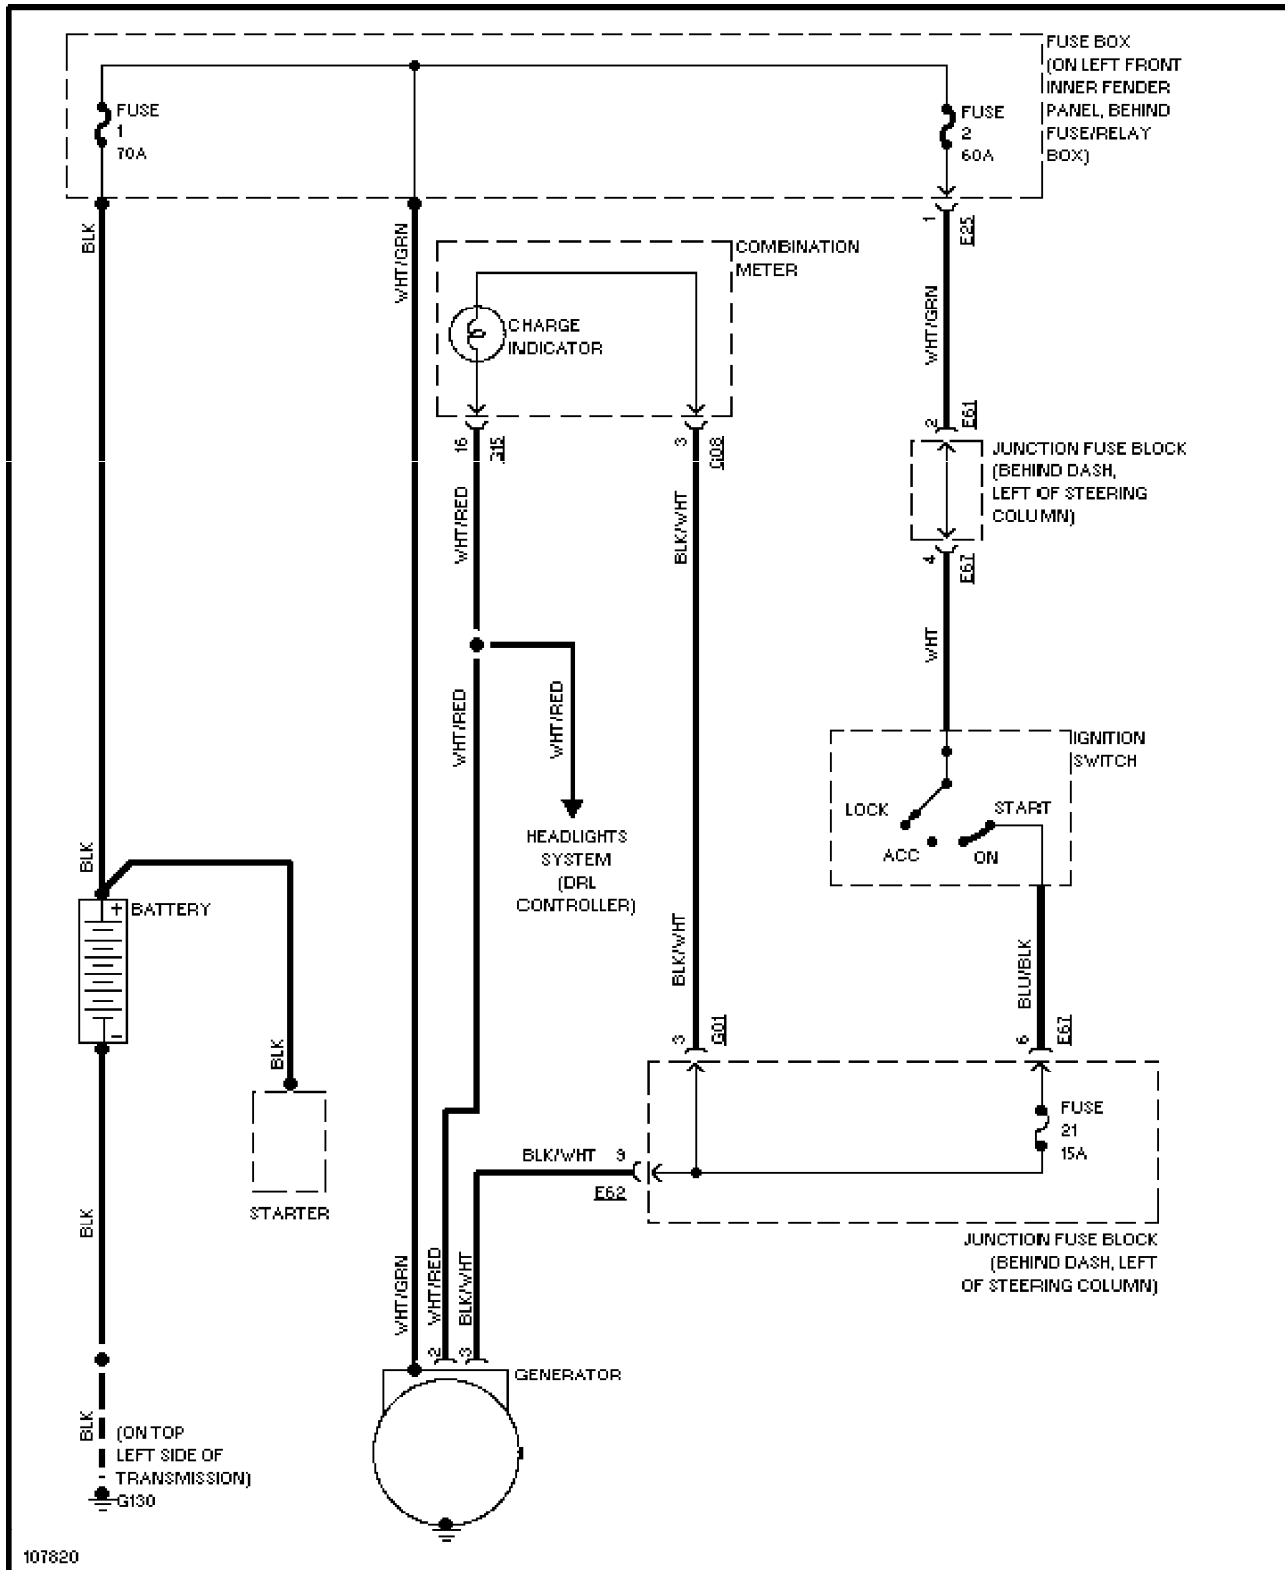 FUSE BOX
(ON LEFT FRONT
INNER FENDER
PANEL, BEHIND
FUSE/RELAY
BOX)
FUSE
1
70A
FUSE
2
60A
BLK
WHT/GRN
1
E25
COMBINATION
METER
CHARGE
INDICATOR
WHT/GRN
16
G15
3
G08
2
E61
JUNCTION FUSE BLOCK
(BEHIND DASH,
LEFT OF STEERING
COLUMN)
WHT/RED
BLK/WHT
4
E67
WHT
WHT/RED
WHT/RED
IGNITION
SWITCH
LOCK
START
ACC
ON
HEADLIGHTS
SYSTEM
(DRL
CONTROLLER)
BLK
+
BATTERY
-
BLK/WHT
BLU/BLK
BLK
3
G01
6
E67
FUSE
21
15A
BLK/WHT 9
E62
STARTER
BLK
JUNCTION FUSE BLOCK
(BEHIND DASH, LEFT
OF STEERING COLUMN)
WHT/GRN
WHT/RED
BLK/WHT
2
3
GENERATOR
BLK
(ON TOP
LEFT SIDE OF
TRANSMISSION)
G130
107820